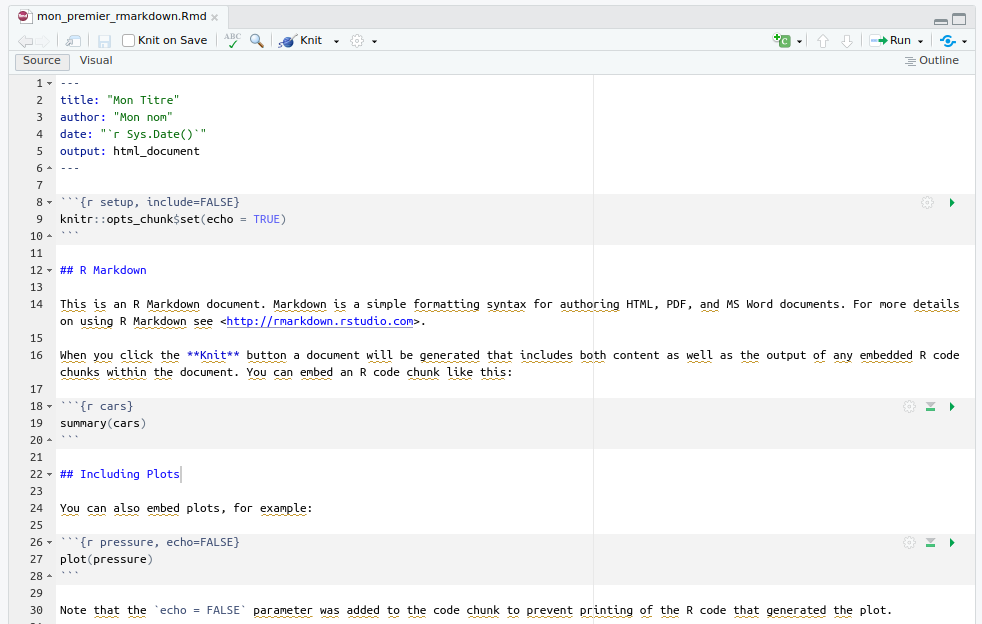 mon_premier_rmarkdown.Rmd
Knit on Save ABC Knit Run
Source Visual Outline
1 ---
2 title: "Mon Titre"
3 author: "Mon nom"
4 date: "`r Sys.Date()`"
5 output: html_document
6 ---
7
8 ```{r setup, include=FALSE}
9 knitr::opts_chunk$set(echo = TRUE)
10 ```
11
12 ## R Markdown
13
14 This is an R Markdown document. Markdown is a simple formatting syntax for authoring HTML, PDF, and MS Word documents. For more details
on using R Markdown see <http://rmarkdown.rstudio.com>.
15
16 When you click the **Knit** button a document will be generated that includes both content as well as the output of any embedded R code
chunks within the document. You can embed an R code chunk like this:
17
18 ```{r cars}
19 summary(cars)
20 ```
21
22 ## Including Plots
23
24 You can also embed plots, for example:
25
26 ```{r pressure, echo=FALSE}
27 plot(pressure)
28 ```
29
30 Note that the `echo = FALSE` parameter was added to the code chunk to prevent printing of the R code that generated the plot.